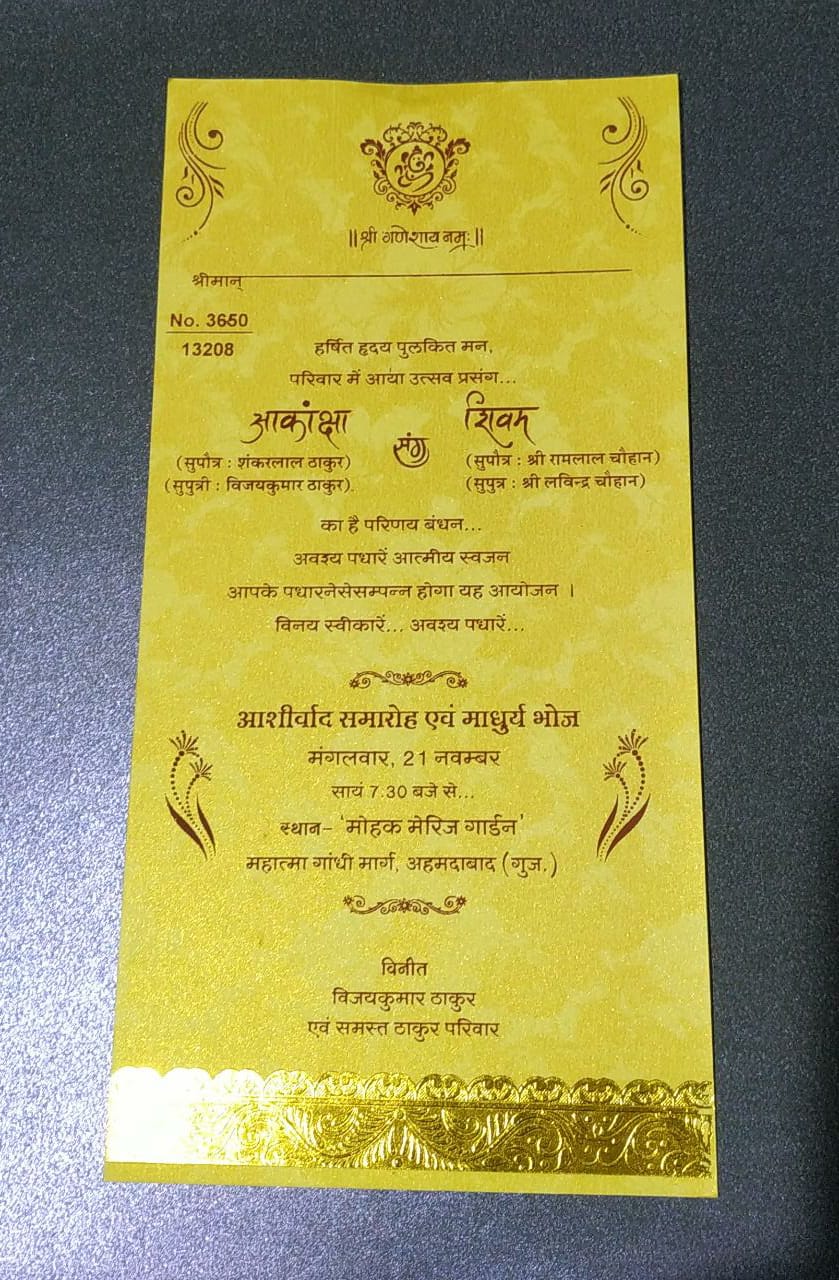 ॥ श्री गणेशाय नमः ॥
श्रीमान्
No. 3650
13208
हर्षित हृदय पुलकित मन,
परिवार में आया उत्सव प्रसंग...
आकांक्षा संग शिवम
(सुपौत्र : शंकरलाल ठाकुर) (सुपौत्र : श्री रामलाल चौहान)
(सुपुत्री : विजयकुमार ठाकुर) (सुपुत्र : श्री लविन्द्र चौहान)
का है परिणय बंधन...
अवश्य पधारें आत्मीय स्वजन
आपके पधारनेसेसम्पन्न होगा यह आयोजन ।
विनय स्वीकारें... अवश्य पधारें...
आशीर्वाद समारोह एवं माधुर्य भोज
मंगलवार, 21 नवम्बर
सायं 7.30 बजे से...
स्थान- 'मोहक मेरिज गार्डन'
महात्मा गांधी मार्ग, अहमदाबाद (गुज.)
विनीत
विजयकुमार ठाकुर
एवं समस्त ठाकुर परिवार